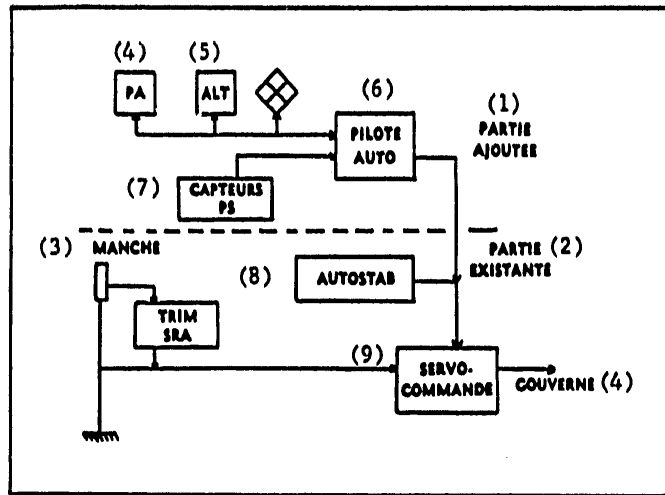 (4) (5)
PA ALT
(6)
PILOTE
AUTO
(1)
PARTIE
AJOUTEE
(7) CAPTEURS
PS
(3) MANCHE
PARTIE (2)
EXISTANTE
(8) AUTOSTAB
TRIM
SRA
(9) SERVO-
COMMANDE
GOUVERNE (4)